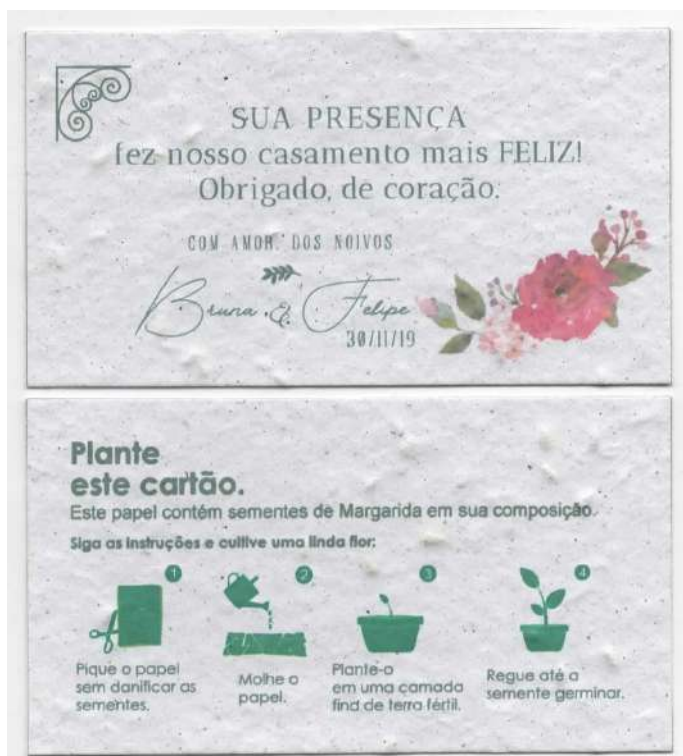 SUA PRESENÇA
fez nosso casamento mais FELIZ!
Obrigado, de coração.
COM AMOR, DOS NOIVOS
Bruna & Felipe
30/11/19
Plante
este cartão.
Este papel contém sementes de Margarida em sua composição.
Siga as instruções e cultive uma linda flor:
1
2
3
4
Pique o papel
sem danificar as
sementes.
Molhe o
papel.
Plante-o
em uma camada
fina de terra fértil.
Regue até a
semente germinar.